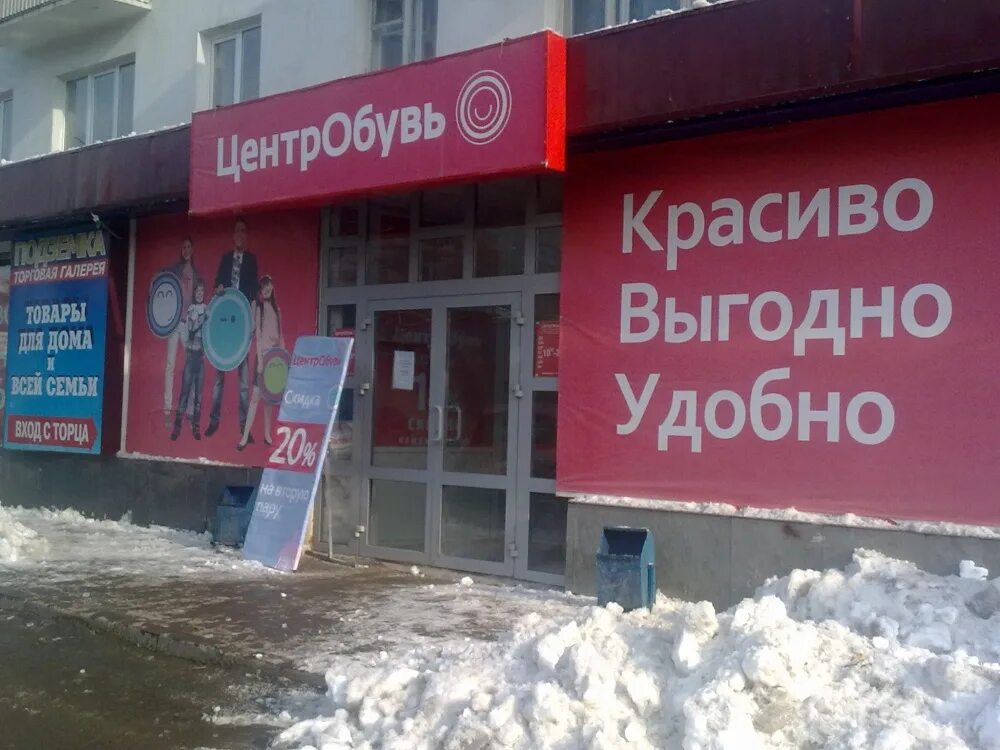 ЦентрОбувь
Красиво
Выгодно
Удобно
ПОДЗЕМКА
ТОРГОВАЯ ГАЛЕРЕЯ
ТОВАРЫ
ДЛЯ ДОМА
И
ВСЕЙ СЕМЬИ
ВХОД С ТОРЦА
ЦентрОбувь
Скидка
20%
на вторую
пару